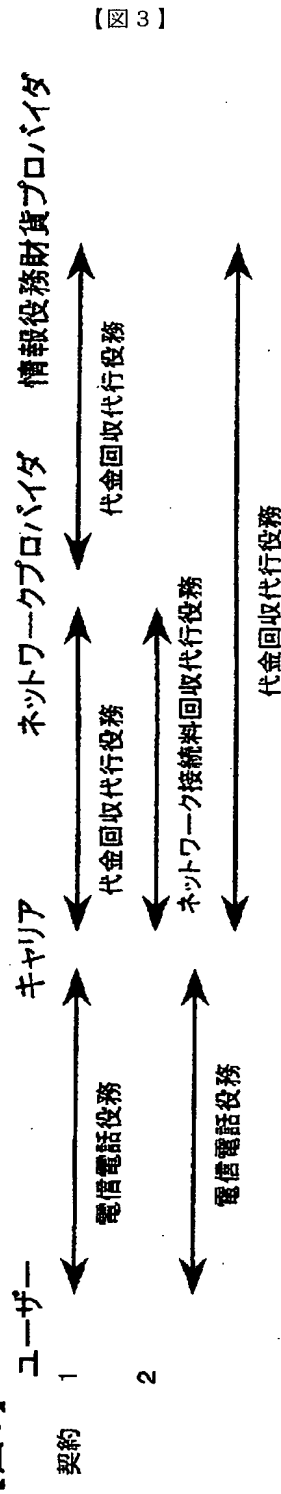 【図3】
ユーザー キャリア ネットワークプロバイダ 情報役務財貨プロバイダ
契約 1
電信電話役務 代金回収代行役務 代金回収代行役務
2
ネットワーク接続料回収代行役務
電信電話役務
代金回収代行役務